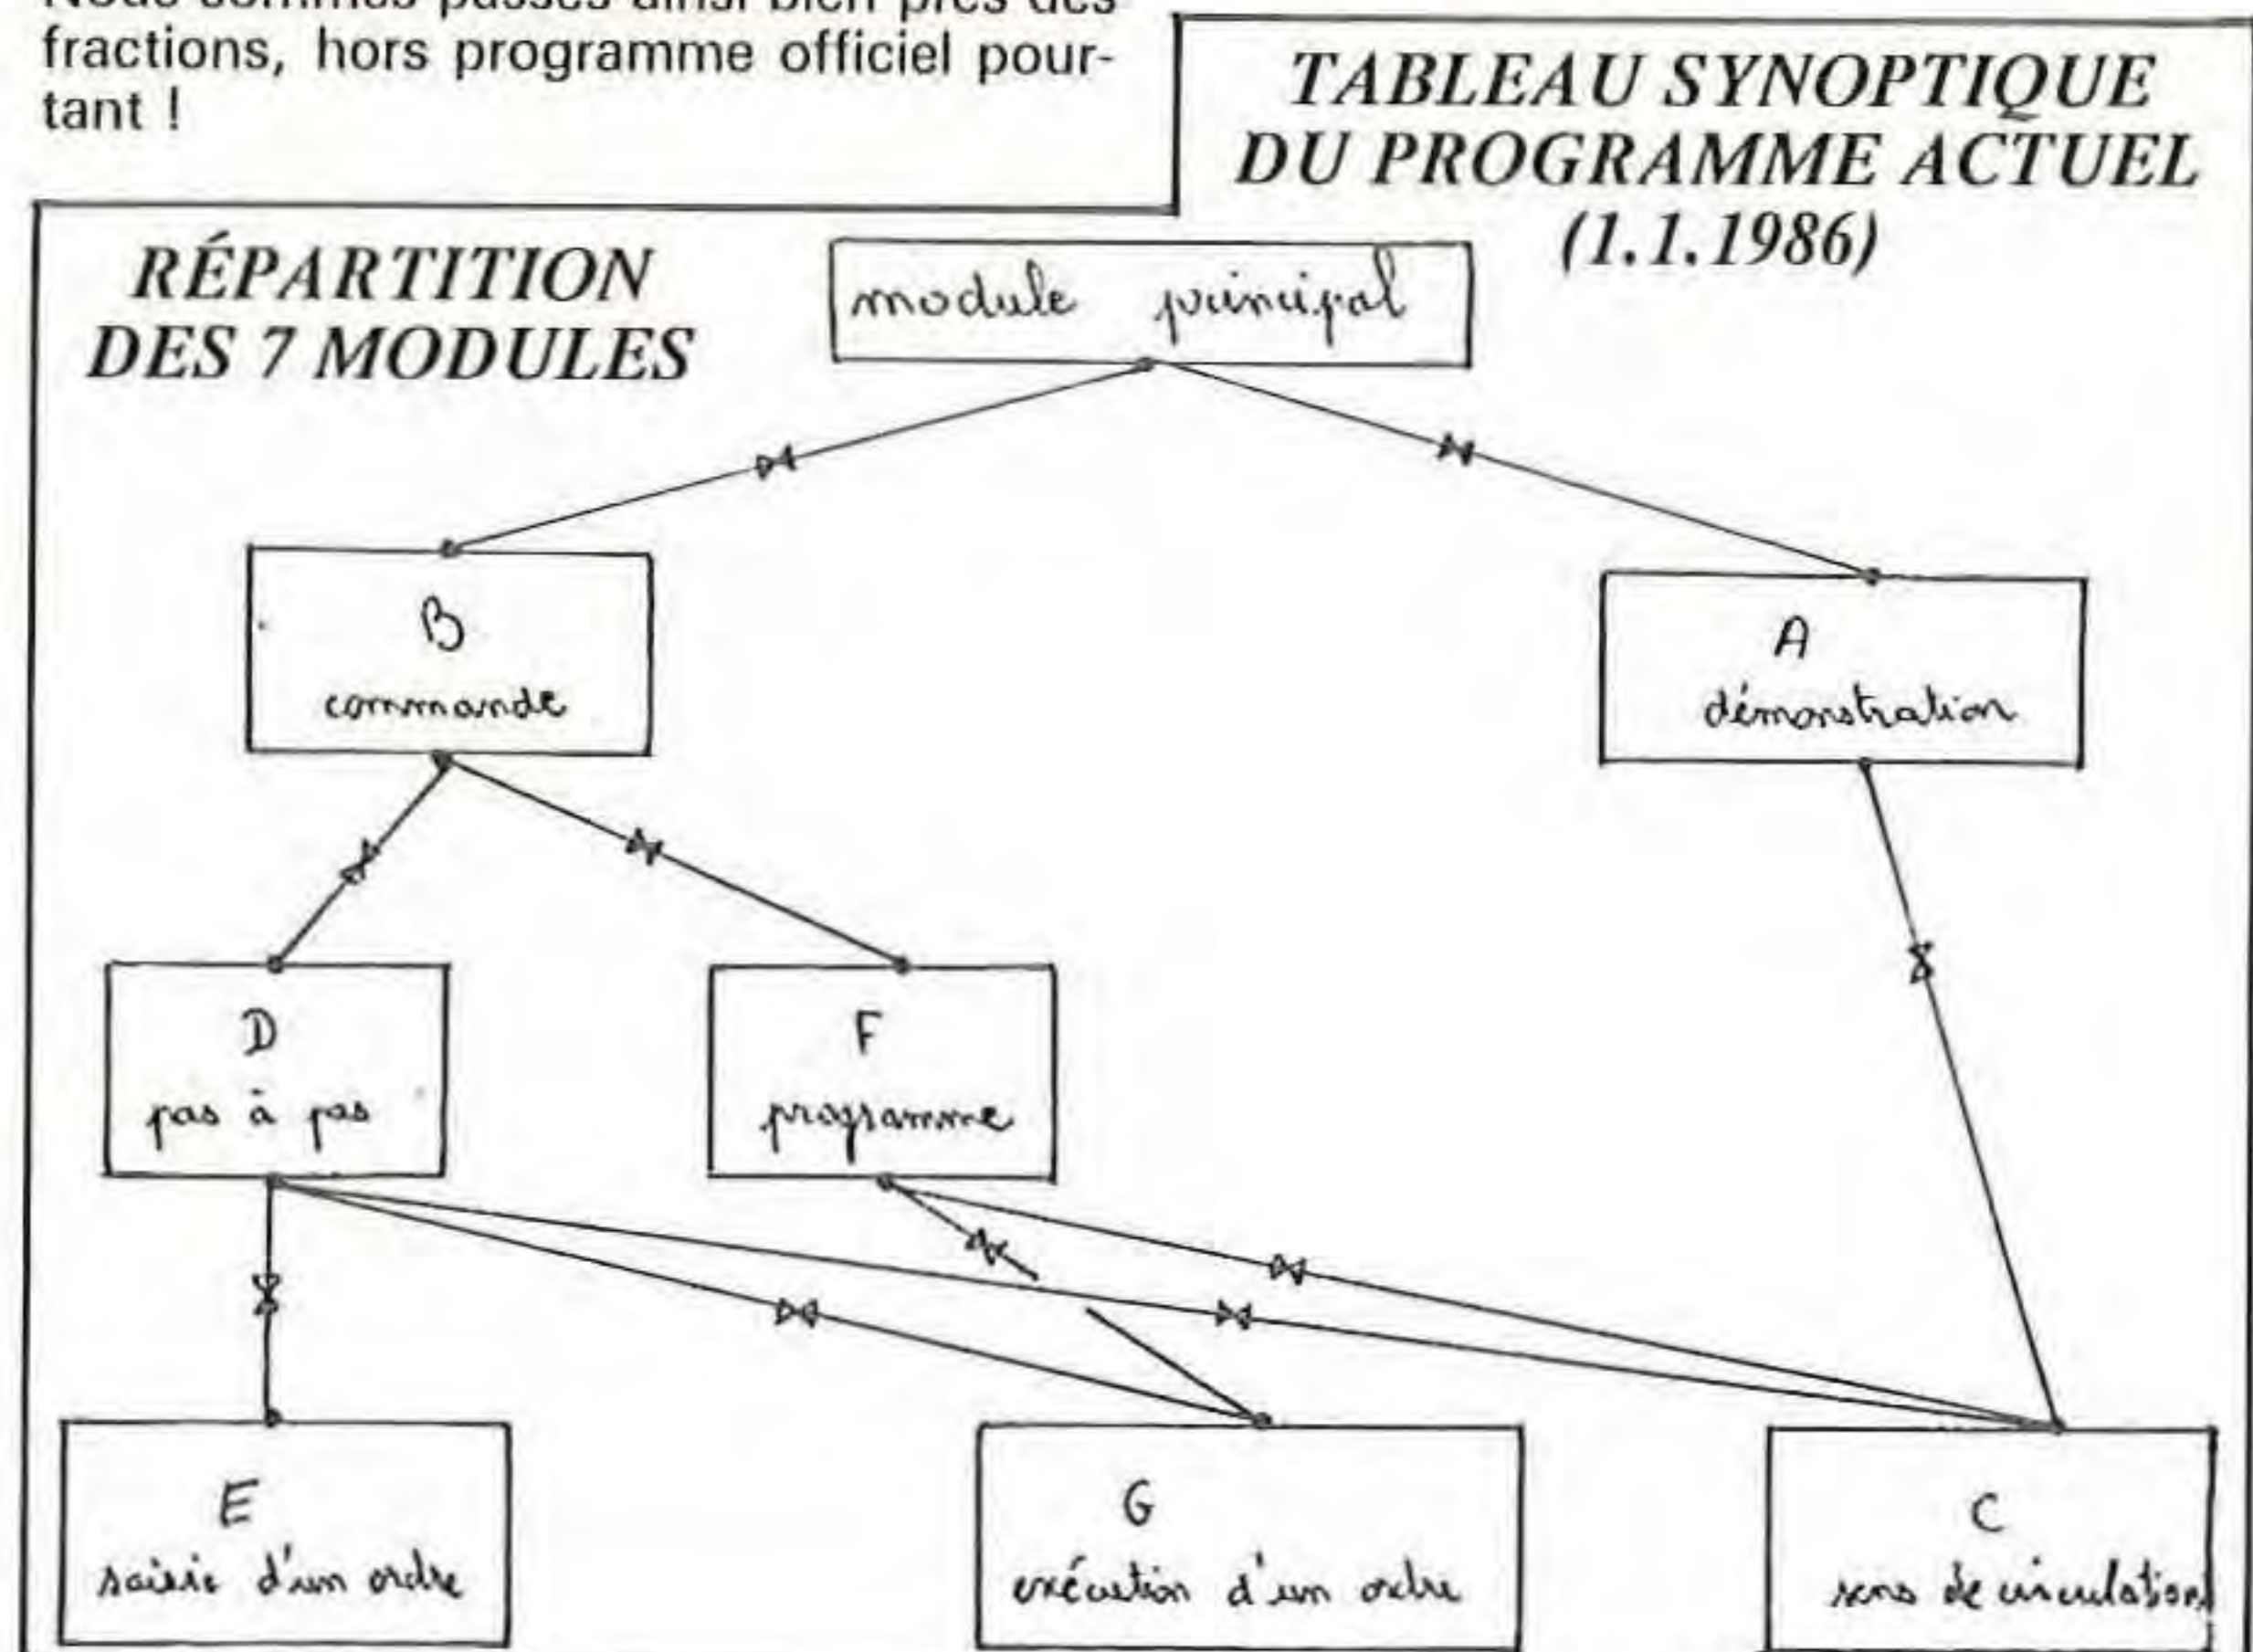 fractions, hors programme officiel pour-
tant !
TABLEAU SYNOPTIQUE
DU PROGRAMME ACTUEL
(1.1.1986)
RÉPARTITION
DES 7 MODULES
module principal
B
commande
A
démonstration
D
pas à pas
F
programme
E
saisie d'un ordre
G
exécution d'un ordre
C
sens de circulation